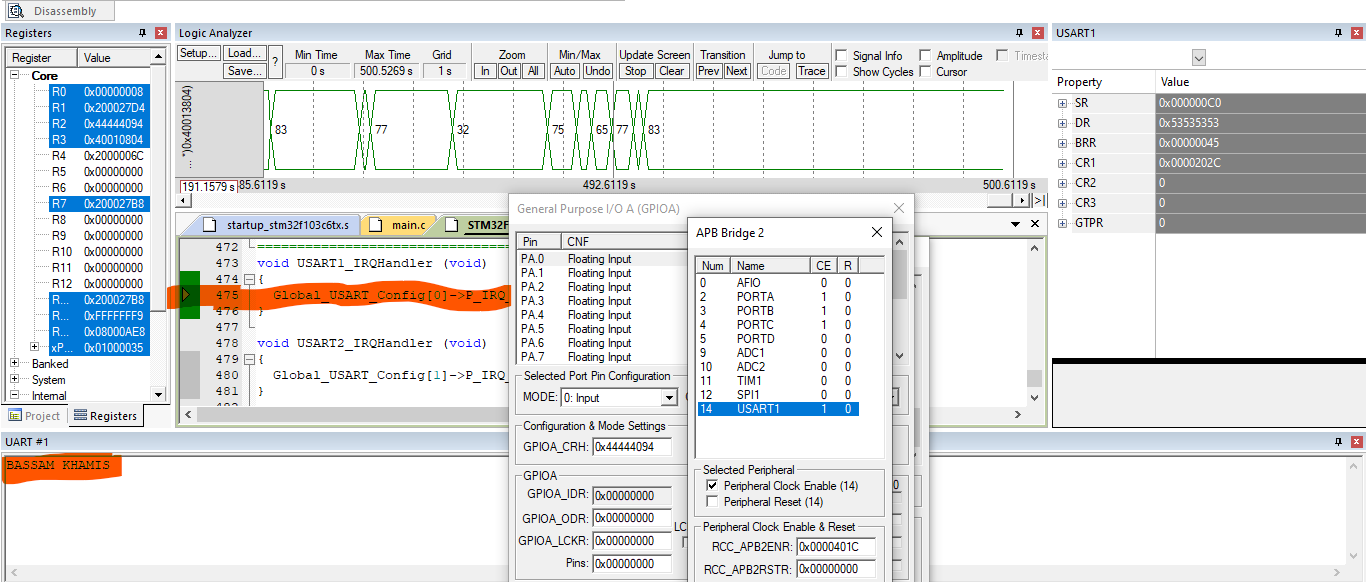 Disassembly
Registers
Register Value
Core
R0 0x00000008
R1 0x200027D4
R2 0x44444094
R3 0x40010804
R4 0x2000006C
R5 0x00000000
R6 0x00000000
R7 0x200027B8
R8 0x00000000
R9 0x00000000
R10 0x00000000
R11 0x00000000
R12 0x00000000
R... 0x200027B8
R... 0xFFFFFFF9
R... 0x08000AE8
xP... 0x01000035
Banked
System
Internal
Project Registers
Logic Analyzer
Setup... Load... Save... ?
Min Time Max Time Grid Zoom Min/Max Update Screen Transition Jump to Signal Info Amplitude
0 s 500.5269 s 1 s In Out All Auto Undo Stop Clear Prev Next Code Trace Show Cycles Cursor
...*)0x40013804)
83 77 32 75 65 77 83
191.1579 s 85.6119 s 492.6119 s 500.6119 s
startup_stm32f103c6tx.s main.c STM32F
472
473 void USART1_IRQHandler (void)
474 {
475 Global_USART_Config[0]->P_IRQ_
476 }
477
478 void USART2_IRQHandler (void)
479 {
480 Global_USART_Config[1]->P_IRQ_
481 }
General Purpose I/O A (GPIOA)
Pin CNF
PA.0 Floating Input
PA.1 Floating Input
PA.2 Floating Input
PA.3 Floating Input
PA.4 Floating Input
PA.5 Floating Input
PA.6 Floating Input
PA.7 Floating Input
Selected Port Pin Configuration
MODE: 0: Input
Configuration & Mode Settings
GPIOA_CRH: 0x44444094
GPIOA
GPIOA_IDR: 0x00000000
GPIOA_ODR: 0x00000000
GPIOA_LCKR: 0x00000000 LC
Pins: 0x00000000
APB Bridge 2
Num Name CE R
0 AFIO 0 0
2 PORTA 1 0
3 PORTB 1 0
4 PORTC 1 0
5 PORTD 0 0
9 ADC1 0 0
10 ADC2 0 0
11 TIM1 0 0
12 SPI1 0 0
14 USART1 1 0
Selected Peripheral
Peripheral Clock Enable (14)
Peripheral Reset (14)
Peripheral Clock Enable & Reset
RCC_APB2ENR: 0x0000401C
RCC_APB2RSTR: 0x00000000
USART1
Property Value
SR 0x000000C0
DR 0x53535353
BRR 0x00000045
CR1 0x0000202C
CR2 0
CR3 0
GTPR 0
UART #1
BASSAM KHAMIS